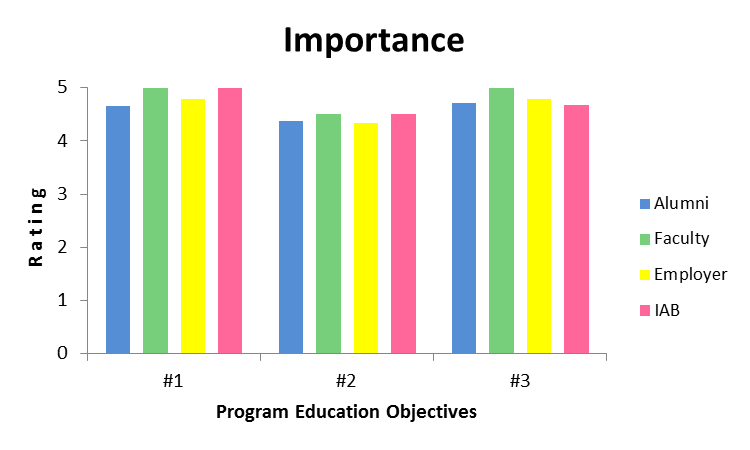 Importance
5
4
3
2
1
0
Rating
#1 #2 #3
Program Education Objectives
Alumni
Faculty
Employer
IAB